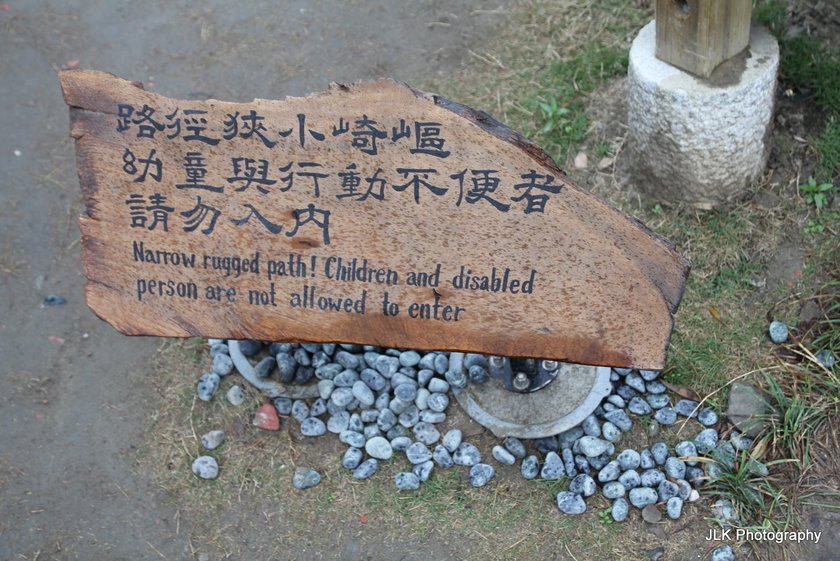 路徑狹小崎嶇
幼童與行動不便者
請勿入內
Narrow rugged path! Children and disabled
person are not allowed to enter
JLK Photography